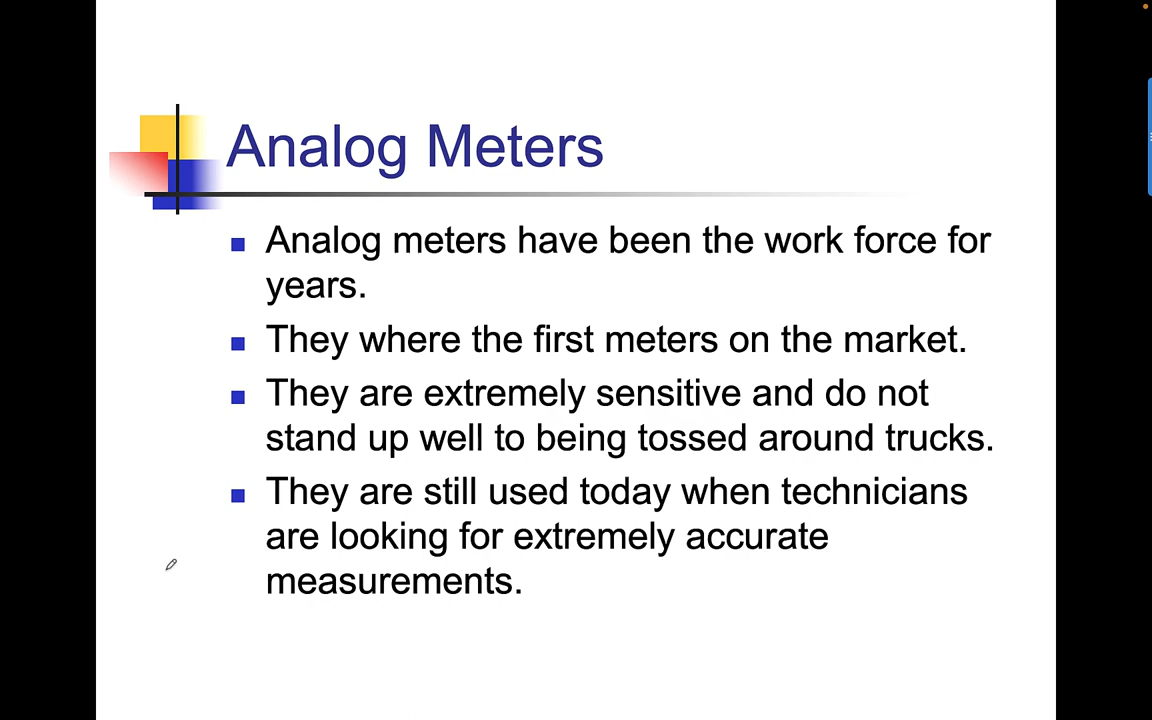 Analog Meters
Analog meters have been the work force for
years.
They where the first meters on the market.
They are extremely sensitive and do not
stand up well to being tossed around trucks.
They are still used today when technicians
are looking for extremely accurate
measurements.